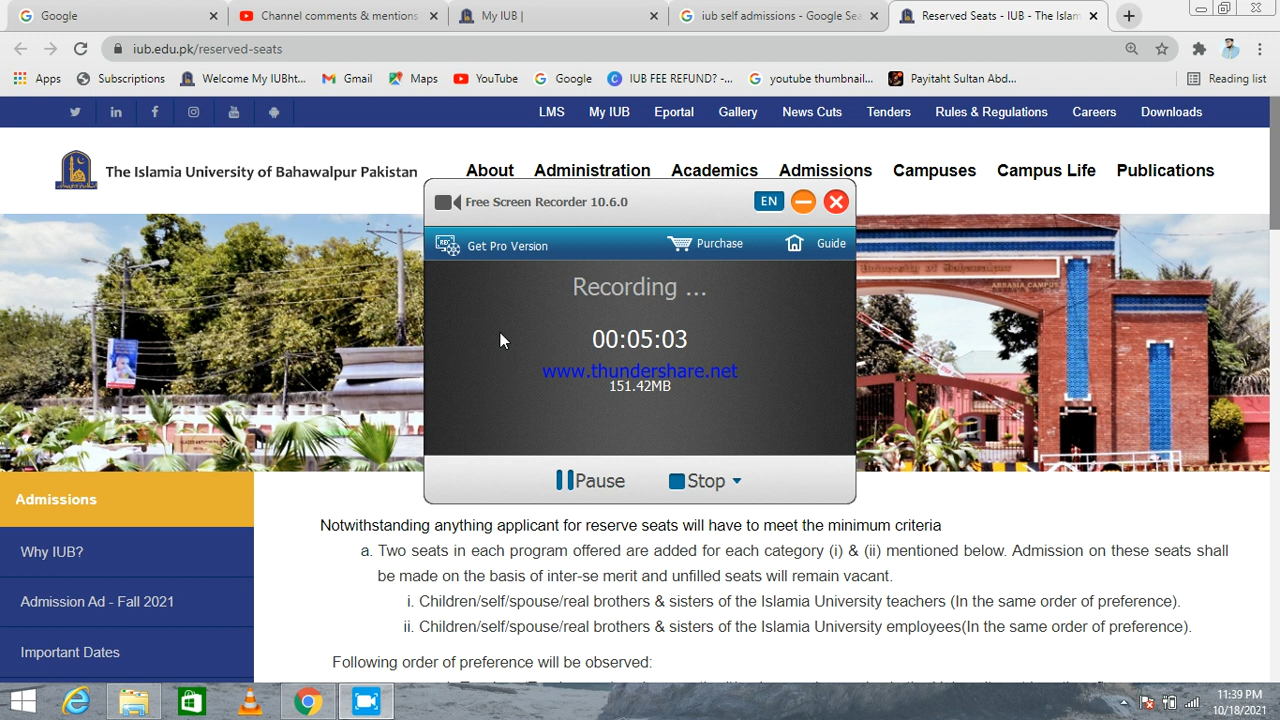 Google
Channel comments & mentions
My IUB |
iub self admissions - Google Sea
Reserved Seats - IUB - The Islam
iub.edu.pk/reserved-seats
Apps
Subscriptions
Welcome My IUBht...
Gmail
Maps
YouTube
Google
IUB FEE REFUND? -...
youtube thumbnail...
Payitaht Sultan Abd...
Reading list
LMS
My IUB
Eportal
Gallery
News Cuts
Tenders
Rules & Regulations
Careers
Downloads
The Islamia University of Bahawalpur Pakistan
About
Administration
Academics
Admissions
Campuses
Campus Life
Publications
Free Screen Recorder 10.6.0
EN
Get Pro Version
Purchase
Guide
Recording ...
00:05:03
www.thundershare.net
151.42MB
Pause
Stop
University of Bahawalpur
ABBASIA CAMPUS
Admissions
Why IUB?
Admission Ad - Fall 2021
Important Dates
Notwithstanding anything applicant for reserve seats will have to meet the minimum criteria
a. Two seats in each program offered are added for each category (i) & (ii) mentioned below. Admission on these seats shall
be made on the basis of inter-se merit and unfilled seats will remain vacant.
i. Children/self/spouse/real brothers & sisters of the Islamia University teachers (In the same order of preference).
ii. Children/self/spouse/real brothers & sisters of the Islamia University employees(In the same order of preference).
Following order of preference will be observed:
11:39 PM
10/18/2021